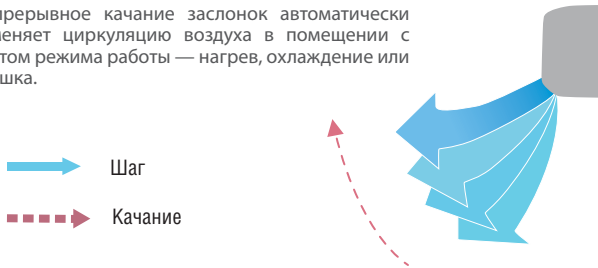 прерывное качание заслонок автоматически
меняет циркуляцию воздуха в помещении с
том режима работы — нагрев, охлаждение или
шка.
Шаг
Качание